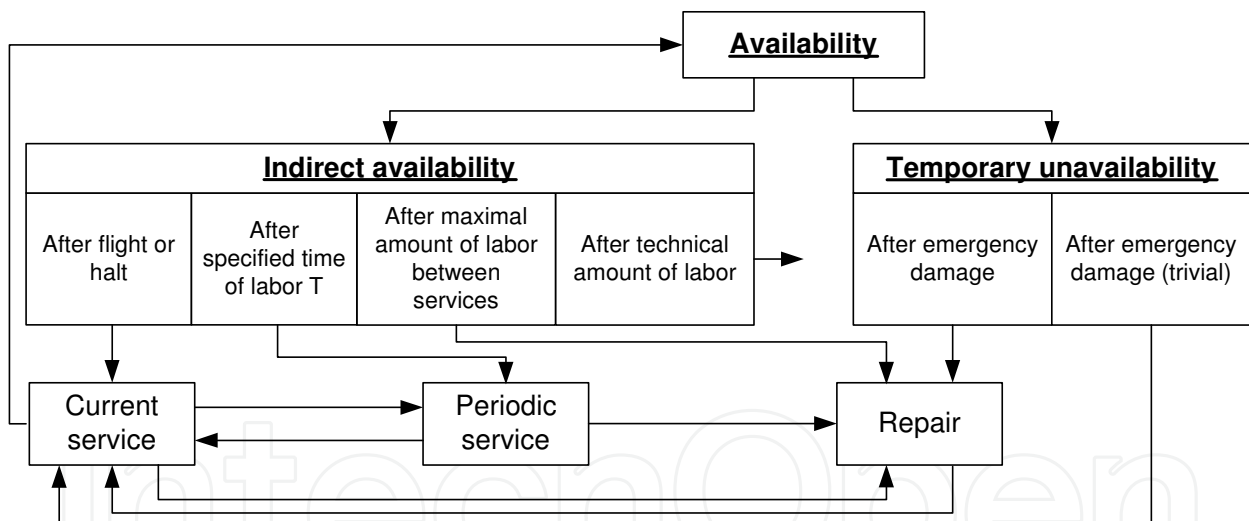 Availability
Indirect availability
Temporary unavailability
After flight or
halt
After
specified time
of labor T
After maximal
amount of labor
between
services
After technical
amount of labor
After emergency
damage
After emergency
damage (trivial)
Current
service
Periodic
service
Repair
IntechOpen